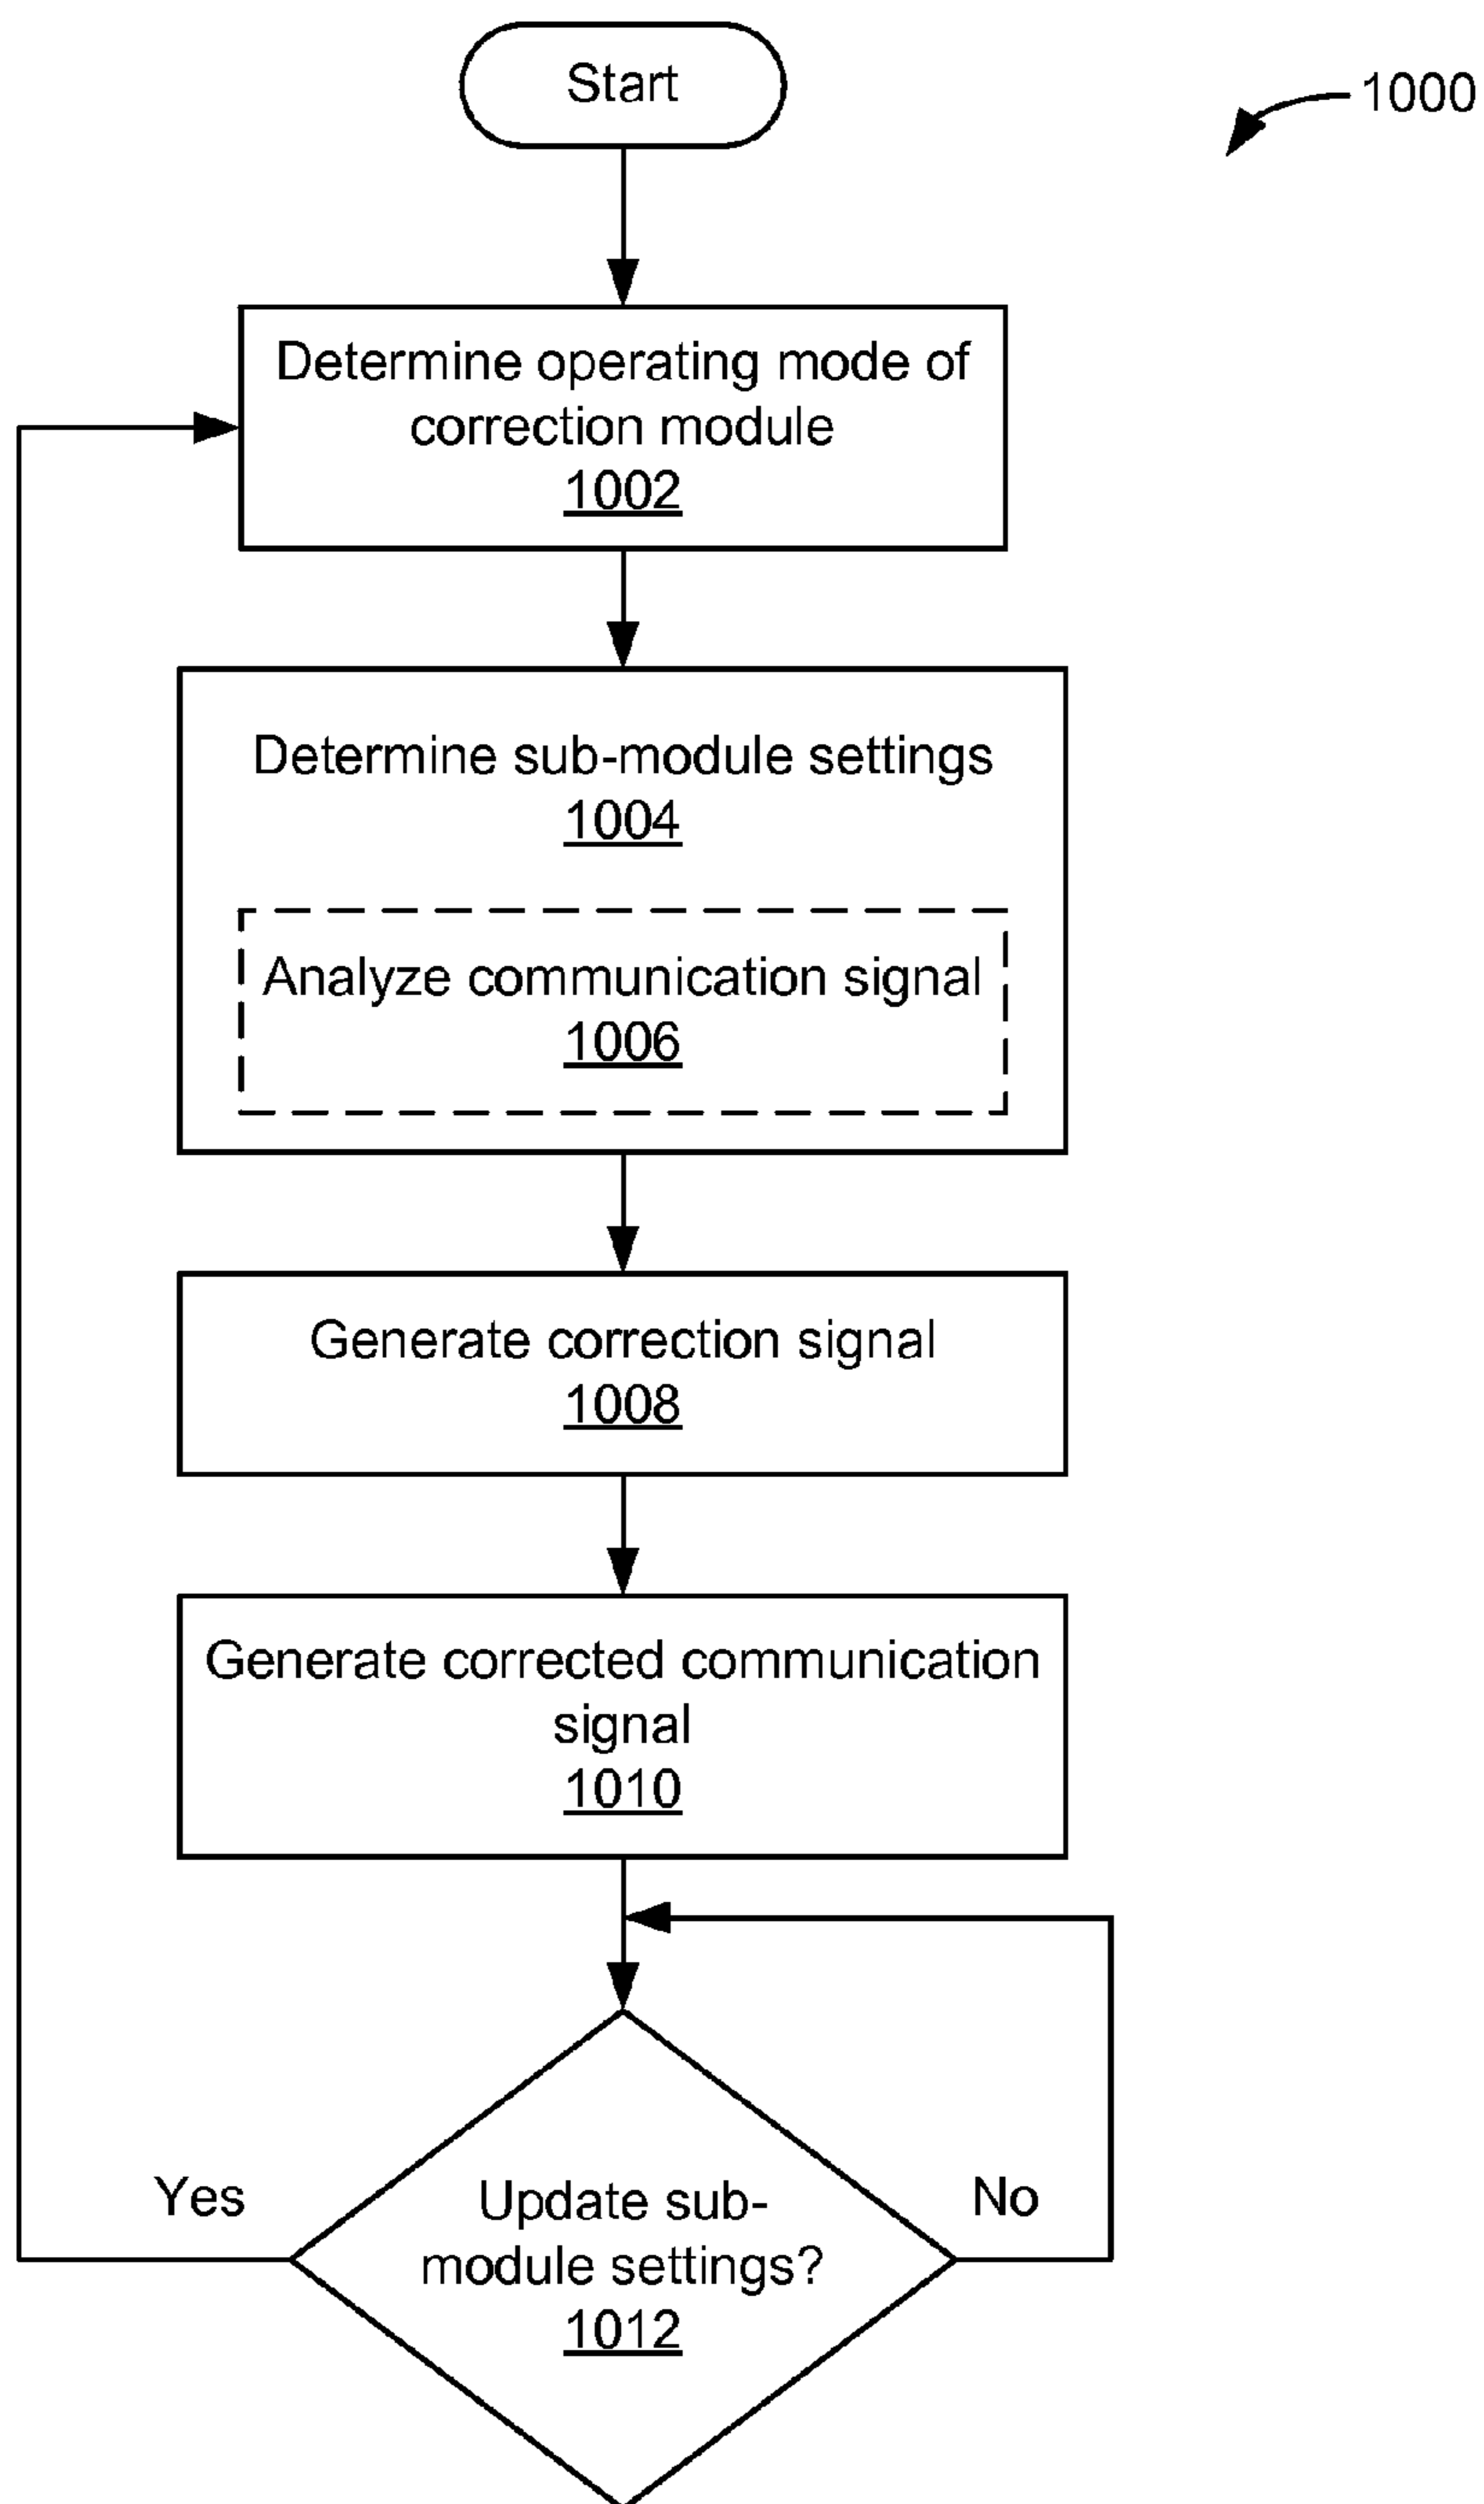 Start
1000
Determine operating mode of
correction module
1002
Determine sub-module settings
1004
Analyze communication signal
1006
Generate correction signal
1008
Generate corrected communication
signal
1010
Yes
No
Update sub-
module settings?
1012